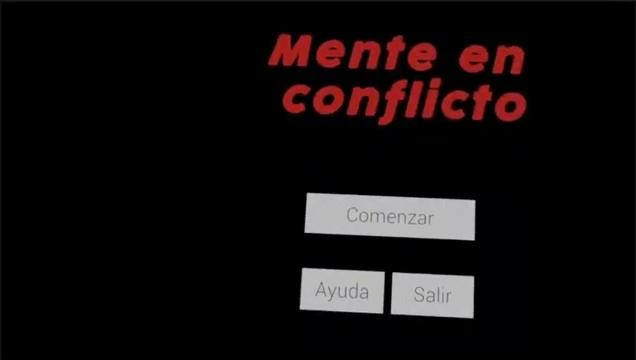 Mente en
conflicto
Comenzar
Ayuda
Salir